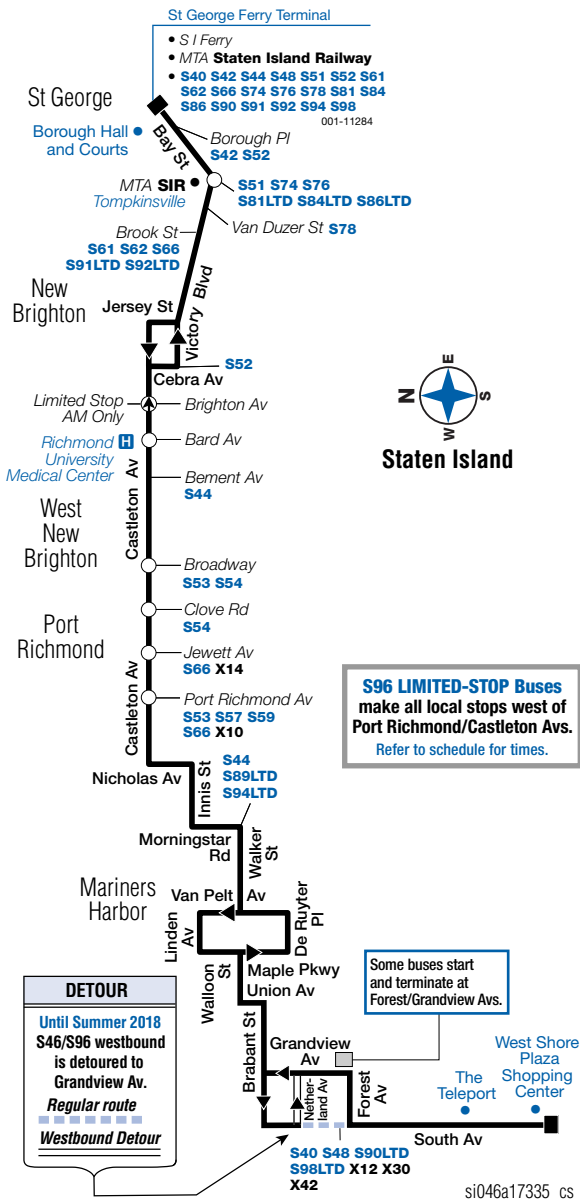 St George Ferry Terminal
• S I Ferry
• MTA Staten Island Railway
• S40 S42 S44 S48 S51 S52 S61
S62 S66 S74 S76 S78 S81 S84
S86 S90 S91 S92 S94 S98
001-11284
St George
Borough Hall
and Courts
Bay St
Borough Pl
S42 S52
MTA SIR
Tompkinsville
S51 S74 S76
S81LTD S84LTD S86LTD
Brook St
S61 S62 S66
S91LTD S92LTD
Van Duzer St S78
New
Brighton
Jersey St
Victory Blvd
S52
Cebra Av
Limited Stop
AM Only
Brighton Av
Richmond H
University
Medical Center
Bard Av
Castleton Av
Bement Av
S44
N
E
S
W
Staten Island
West
New
Brighton
Broadway
S53 S54
Clove Rd
S54
Port
Richmond
Jewett Av
S66 X14
Castleton Av
Port Richmond Av
S53 S57 S59
S66 X10
S96 LIMITED-STOP Buses
make all local stops west of
Port Richmond/Castleton Avs.
Refer to schedule for times.
Nicholas Av
Innis St
S44
S89LTD
S94LTD
Morningstar
Rd
Walker
St
Mariners
Harbor
Van Pelt Av
Linden
Av
De Ruyter
Pl
Walloon
St
Maple Pkwy
Union Av
Some buses start
and terminate at
Forest/Grandview Avs.
DETOUR
Until Summer 2018
S46/S96 westbound
is detoured to
Grandview Av.
Regular route
Westbound Detour
Brabant St
Grandview
Av
Nether-
land Av
Forest
Av
The
Teleport
West Shore
Plaza
Shopping
Center
South Av
S40 S48 S90LTD
S98LTD X12 X30
X42
si046a17335 cs